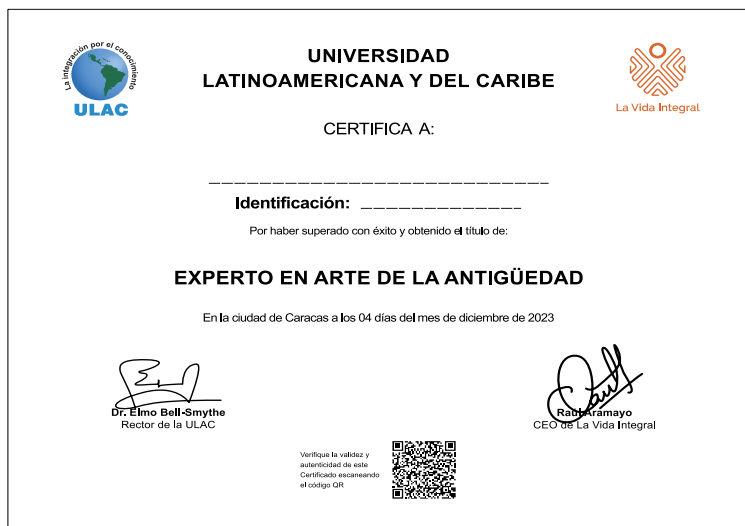 La integración por el conocimiento
ULAC
UNIVERSIDAD
LATINOAMERICANA Y DEL CARIBE
La Vida Integral
CERTIFICA A:
Identificación:
Por haber superado con éxito y obtenido el título de:
EXPERTO EN ARTE DE LA ANTIGÜEDAD
En la ciudad de Caracas a los 04 días del mes de diciembre de 2023
Dr. Elmo Bell-Smythe
Rector de la ULAC
Raúl Aramayo
CEO de La Vida Integral
Verifique la validez y
autenticidad de este
Certificado escaneando
el código QR